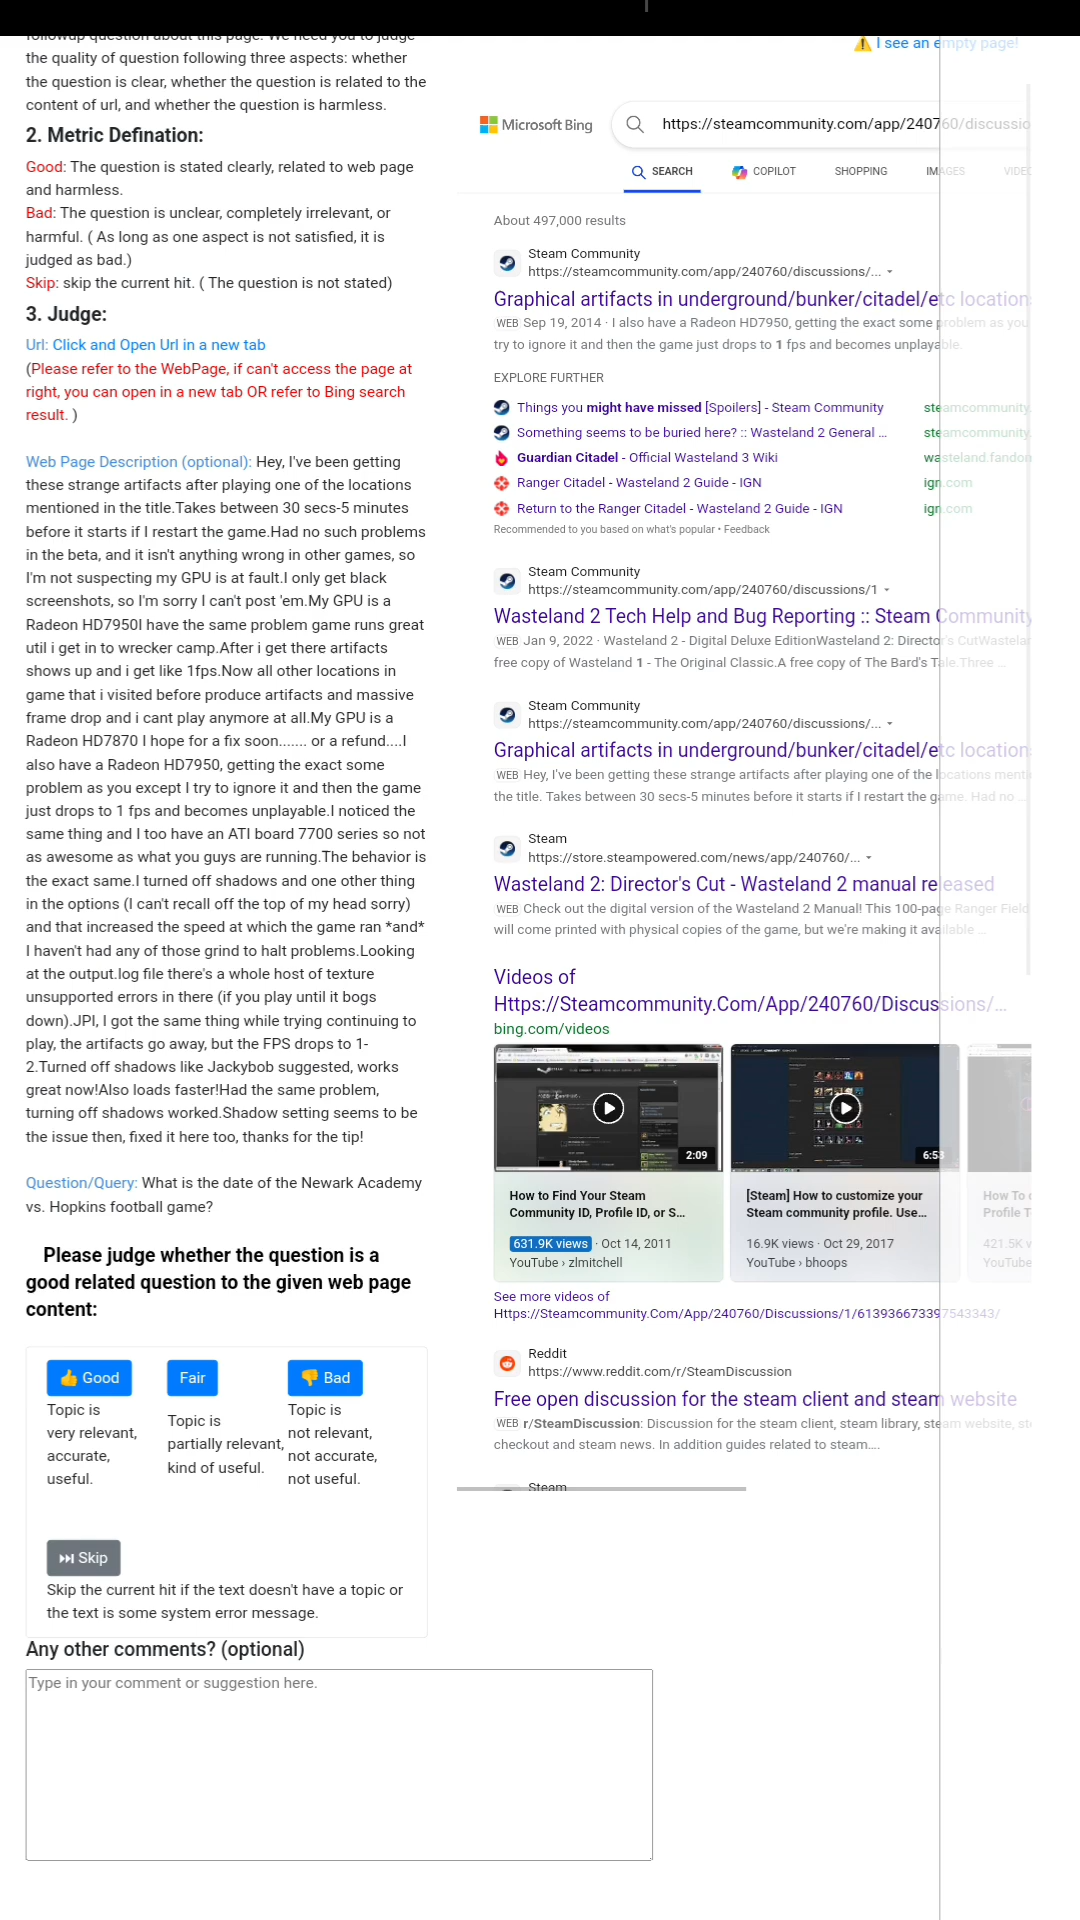 the quality of question following three aspects: whether
the question is clear, whether the question is related to the
content of url, and whether the question is harmless.
2. Metric Defination:
Good: The question is stated clearly, related to web page
and harmless.
Bad: The question is unclear, completely irrelevant, or
harmful. ( As long as one aspect is not satisfied, it is
judged as bad.)
Skip: skip the current hit. ( The question is not stated)
3. Judge:
Url: Click and Open Url in a new tab
(Please refer to the WebPage, if can't access the page at
right, you can open in a new tab OR refer to Bing search
result. )
Web Page Description (optional): Hey, I've been getting
these strange artifacts after playing one of the locations
mentioned in the title.Takes between 30 secs-5 minutes
before it starts if I restart the game.Had no such problems
in the beta, and it isn't anything wrong in other games, so
I'm not suspecting my GPU is at fault.I only get black
screenshots, so I'm sorry I can't post 'em.My GPU is a
Radeon HD7950I have the same problem game runs great
util i get in to wrecker camp.After i get there artifacts
shows up and i get like 1fps.Now all other locations in
game that i visited before produce artifacts and massive
frame drop and i cant play anymore at all.My GPU is a
Radeon HD7870 I hope for a fix soon....... or a refund....I
also have a Radeon HD7950, getting the exact some
problem as you except I try to ignore it and then the game
just drops to 1 fps and becomes unplayable.I noticed the
same thing and I too have an ATI board 7700 series so not
as awesome as what you guys are running.The behavior is
the exact same.I turned off shadows and one other thing
in the options (I can't recall off the top of my head sorry)
and that increased the speed at which the game ran *and*
I haven't had any of those grind to halt problems.Looking
at the output.log file there's a whole host of texture
unsupported errors in there (if you play until it bogs
down).JPI, I got the same thing while trying continuing to
play, the artifacts go away, but the FPS drops to 1-
2.Turned off shadows like Jackybob suggested, works
great now!Also loads faster!Had the same problem,
turning off shadows worked.Shadow setting seems to be
the issue then, fixed it here too, thanks for the tip!
Question/Query: What is the date of the Newark Academy
vs. Hopkins football game?
Please judge whether the question is a
good related question to the given web page
content:
👍 Good
Topic is
very relevant,
accurate,
useful.
Fair
Topic is
partially relevant,
kind of useful.
👎 Bad
Topic is
not relevant,
not accurate,
not useful.
⏭ Skip
Skip the current hit if the text doesn't have a topic or
the text is some system error message.
Any other comments? (optional)
Type in your comment or suggestion here.
⚠️ I see an empty page!
Microsoft Bing
https://steamcommunity.com/app/240760/discussio
SEARCH COPILOT SHOPPING IMAGES VIDE
About 497,000 results
Steam Community
https://steamcommunity.com/app/240760/discussions/...
Graphical artifacts in underground/bunker/citadel/etc location
WEB Sep 19, 2014 · I also have a Radeon HD7950, getting the exact some problem as you
try to ignore it and then the game just drops to 1 fps and becomes unplayable.
EXPLORE FURTHER
Things you might have missed [Spoilers] - Steam Community steamcommunity.
Something seems to be buried here? :: Wasteland 2 General ... steamcommunity.
Guardian Citadel - Official Wasteland 3 Wiki wasteland.fandom
Ranger Citadel - Wasteland 2 Guide - IGN ign.com
Return to the Ranger Citadel - Wasteland 2 Guide - IGN ign.com
Recommended to you based on what's popular • Feedback
Steam Community
https://steamcommunity.com/app/240760/discussions/1
Wasteland 2 Tech Help and Bug Reporting :: Steam Community
WEB Jan 9, 2022 · Wasteland 2 - Digital Deluxe EditionWasteland 2: Director's CutWastelan
free copy of Wasteland 1 - The Original Classic.A free copy of The Bard's Tale.Three ...
Steam Community
https://steamcommunity.com/app/240760/discussions/...
Graphical artifacts in underground/bunker/citadel/etc location
WEB Hey, I've been getting these strange artifacts after playing one of the locations menti
the title. Takes between 30 secs-5 minutes before it starts if I restart the game. Had no ...
Steam
https://store.steampowered.com/news/app/240760/...
Wasteland 2: Director's Cut - Wasteland 2 manual released
WEB Check out the digital version of the Wasteland 2 Manual! This 100-page Ranger Field
will come printed with physical copies of the game, but we're making it available ...
Videos of
Https://Steamcommunity.Com/App/240760/Discussions/...
bing.com/videos
2:09
6:53
How to Find Your Steam
Community ID, Profile ID, or S...
631.9K views · Oct 14, 2011
YouTube › zlmitchell
[Steam] How to customize your
Steam community profile. Use...
16.9K views · Oct 29, 2017
YouTube › bhoops
How To
Profile
421.5K v
YouTube
See more videos of
Https://Steamcommunity.Com/App/240760/Discussions/1/613936673397543343/
Reddit
https://www.reddit.com/r/SteamDiscussion
Free open discussion for the steam client and steam website
WEB r/SteamDiscussion: Discussion for the steam client, steam library, steam website, ste
checkout and steam news. In addition guides related to steam....
Steam